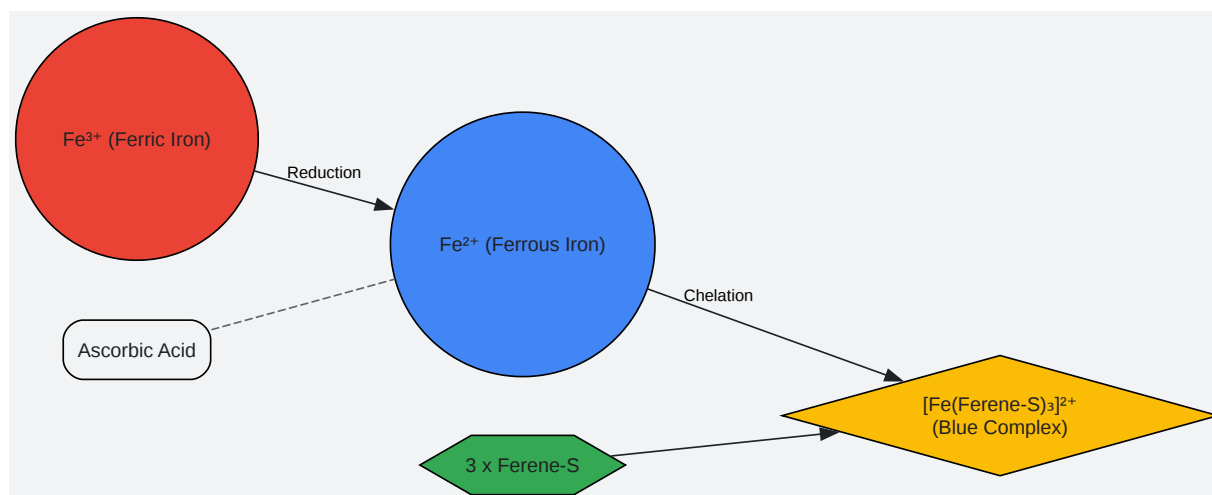 Fe³⁺ (Ferric Iron)
Reduction
Fe²⁺ (Ferrous Iron)
Ascorbic Acid
Chelation
[Fe(Ferene-S)₃]²⁺
(Blue Complex)
3 x Ferene-S